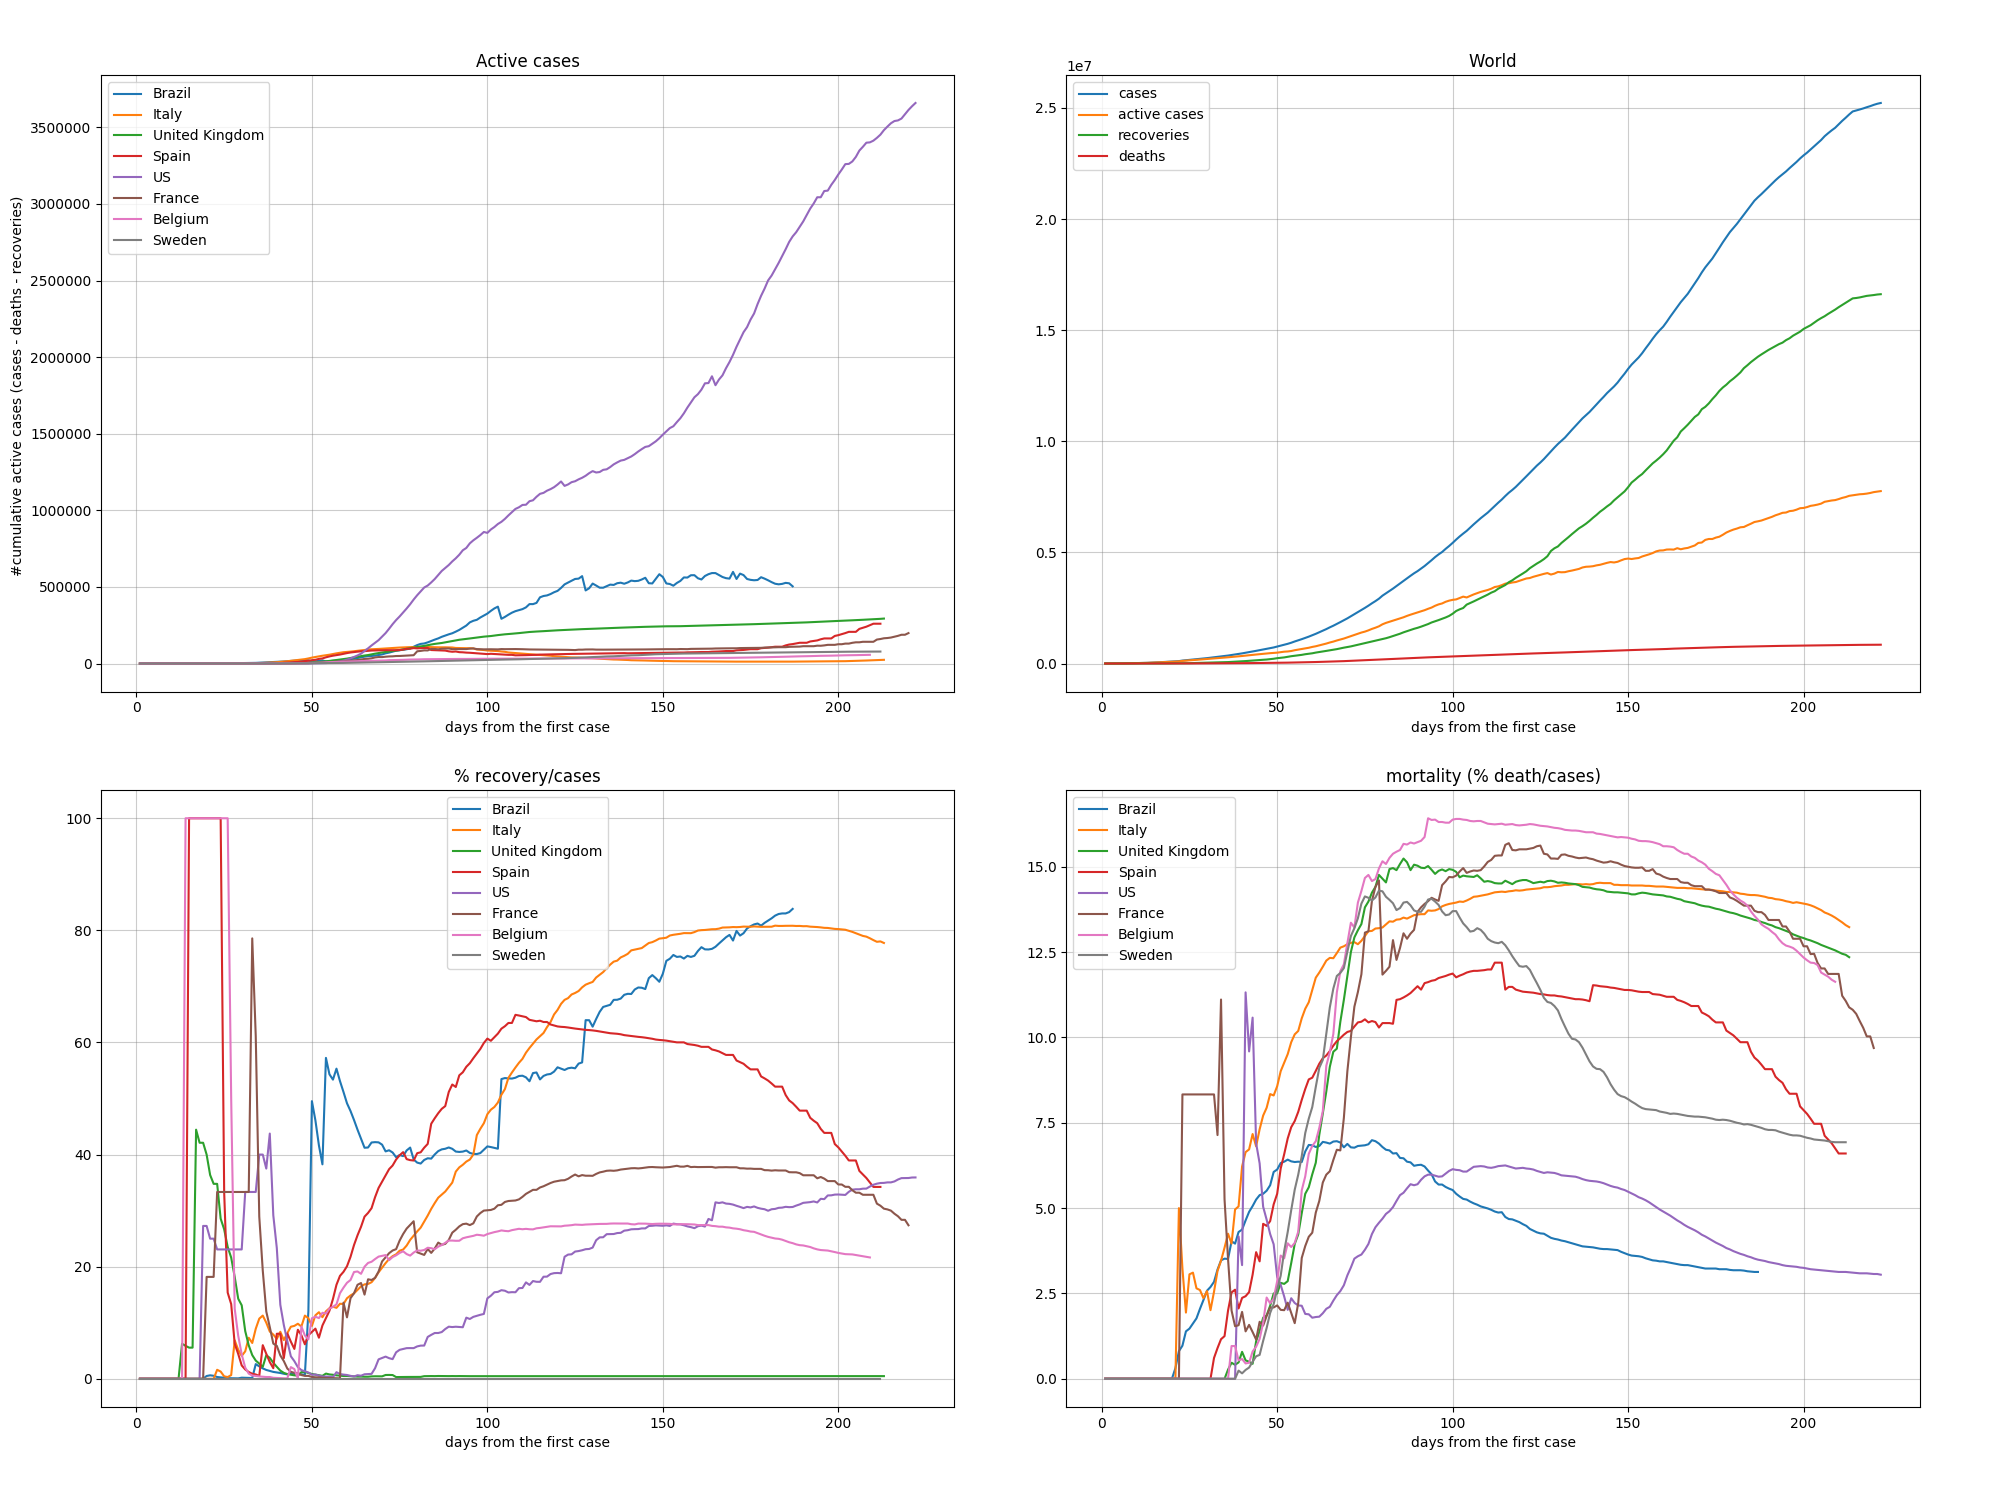 Active cases
Brazil
Italy
United Kingdom
Spain
US
France
Belgium
Sweden
#cumulative active cases (cases - deaths - recoveries)
3500000
3000000
2500000
2000000
1500000
1000000
500000
0
0 50 100 150 200
days from the first case
World
1e7
cases
active cases
recoveries
deaths
2.5
2.0
1.5
1.0
0.5
0.0
0 50 100 150 200
days from the first case
% recovery/cases
Brazil
Italy
United Kingdom
Spain
US
France
Belgium
Sweden
100
80
60
40
20
0
0 50 100 150 200
days from the first case
mortality (% death/cases)
Brazil
Italy
United Kingdom
Spain
US
France
Belgium
Sweden
15.0
12.5
10.0
7.5
5.0
2.5
0.0
0 50 100 150 200
days from the first case